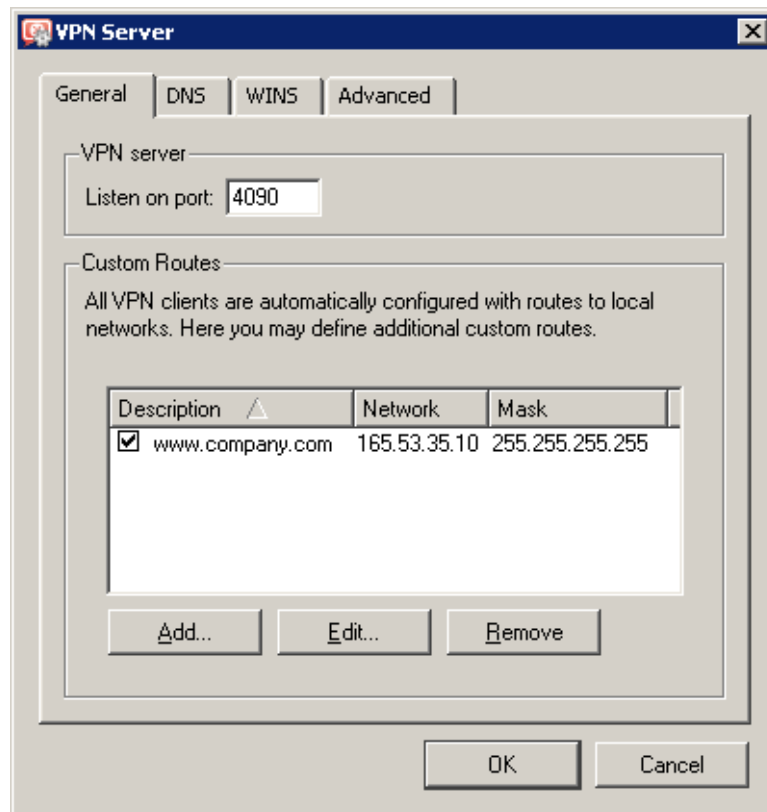 VPN Server
General DNS WINS Advanced
VPN server
Listen on port: 4090
Custom Routes
All VPN clients are automatically configured with routes to local
networks. Here you may define additional custom routes.
Description Network Mask
www.company.com 165.53.35.10 255.255.255.255
Add... Edit... Remove
OK Cancel